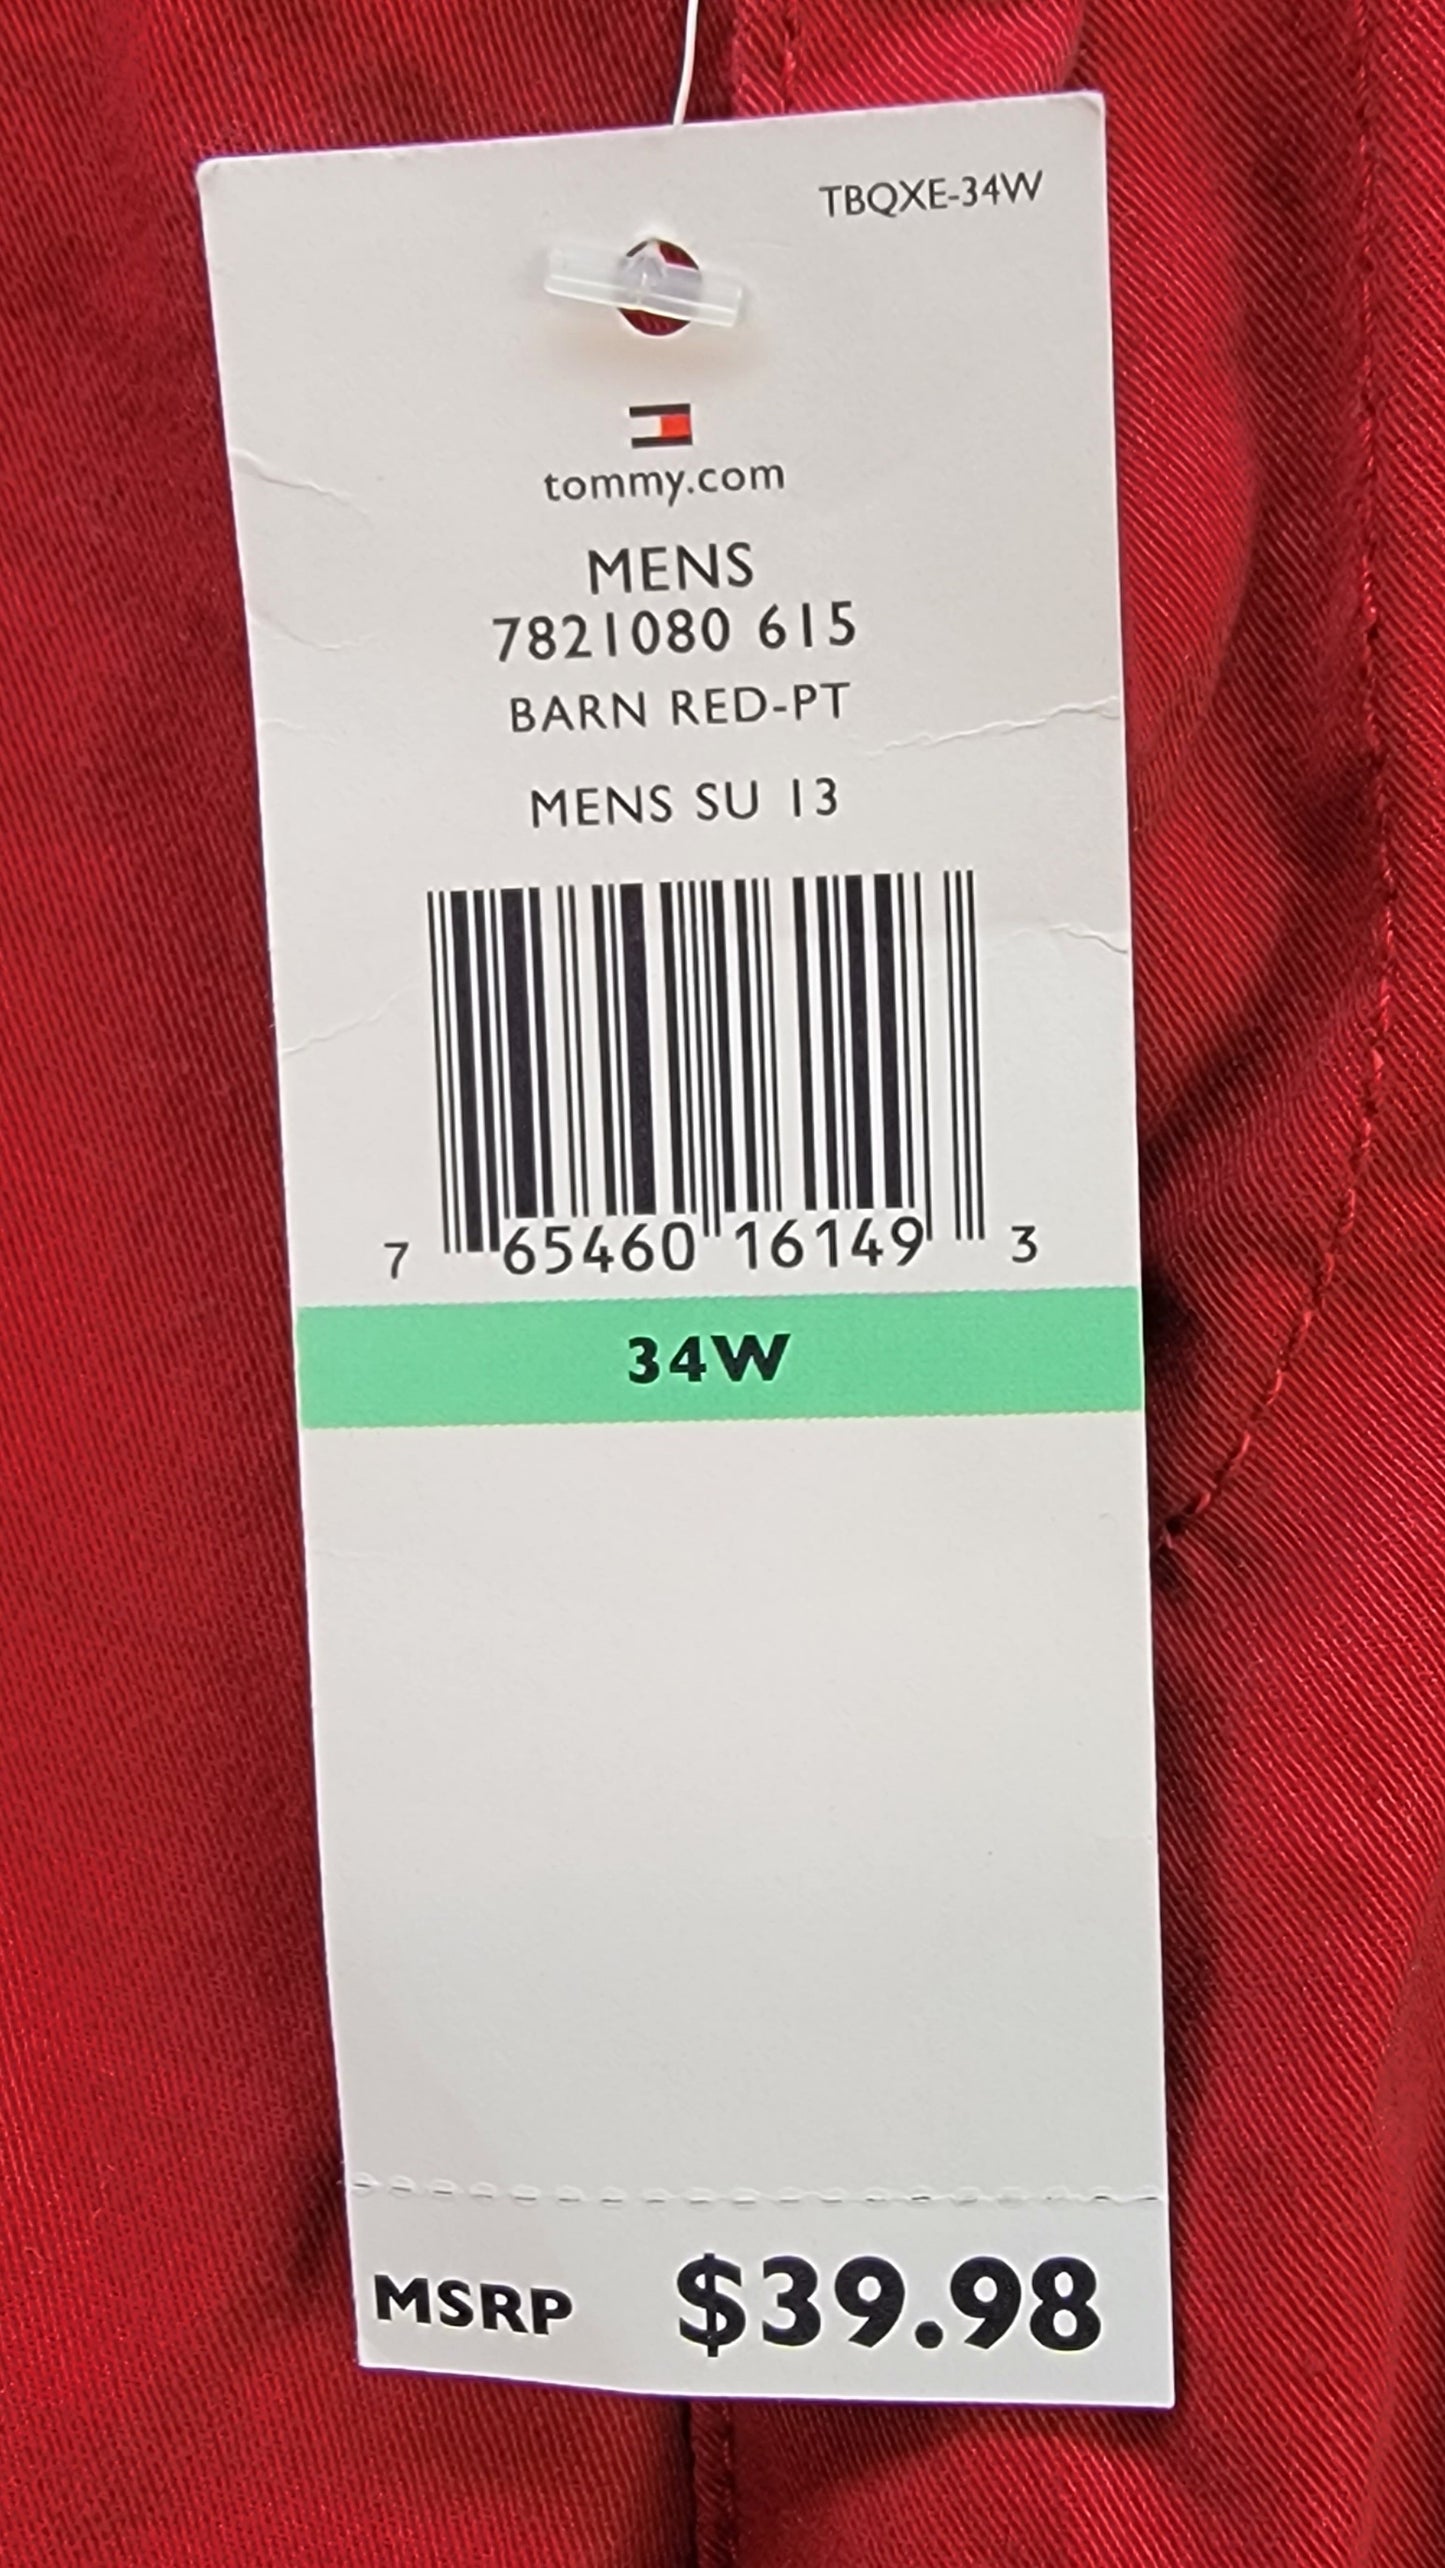 TBQXE-34W
tommy.com
MENS
7821080 615
BARN RED-PT
MENS SU 13
7 65460 16149 3
34W
MSRP $39.98